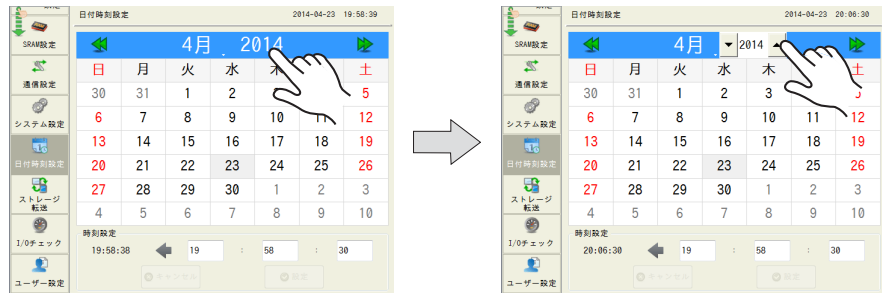 日付時刻設定 2014-04-23 19:58:39
SRAM設定
通信設定
システム設定
日付時刻設定
ストレージ
転送
I/Oチェック
ユーザー設定
4月 . 2014
日 月 火 水 木 土
30 31 1 2 5
6 7 8 9 10 11 12
13 14 15 16 17 18 19
20 21 22 23 24 25 26
27 28 29 30 1 2 3
4 5 6 7 8 9 10
時刻設定
19:58:38 19 : 58 : 30
キャンセル 設定
日付時刻設定 2014-04-23 20:06:30
SRAM設定
通信設定
システム設定
日付時刻設定
ストレージ
転送
I/Oチェック
ユーザー設定
4月 . 2014
日 月 火 水 木 土
30 31 1 2 3
6 7 8 9 10 11 12
13 14 15 16 17 18 19
20 21 22 23 24 25 26
27 28 29 30 1 2 3
4 5 6 7 8 9 10
時刻設定
20:06:30 19 : 58 : 30
キャンセル 設定